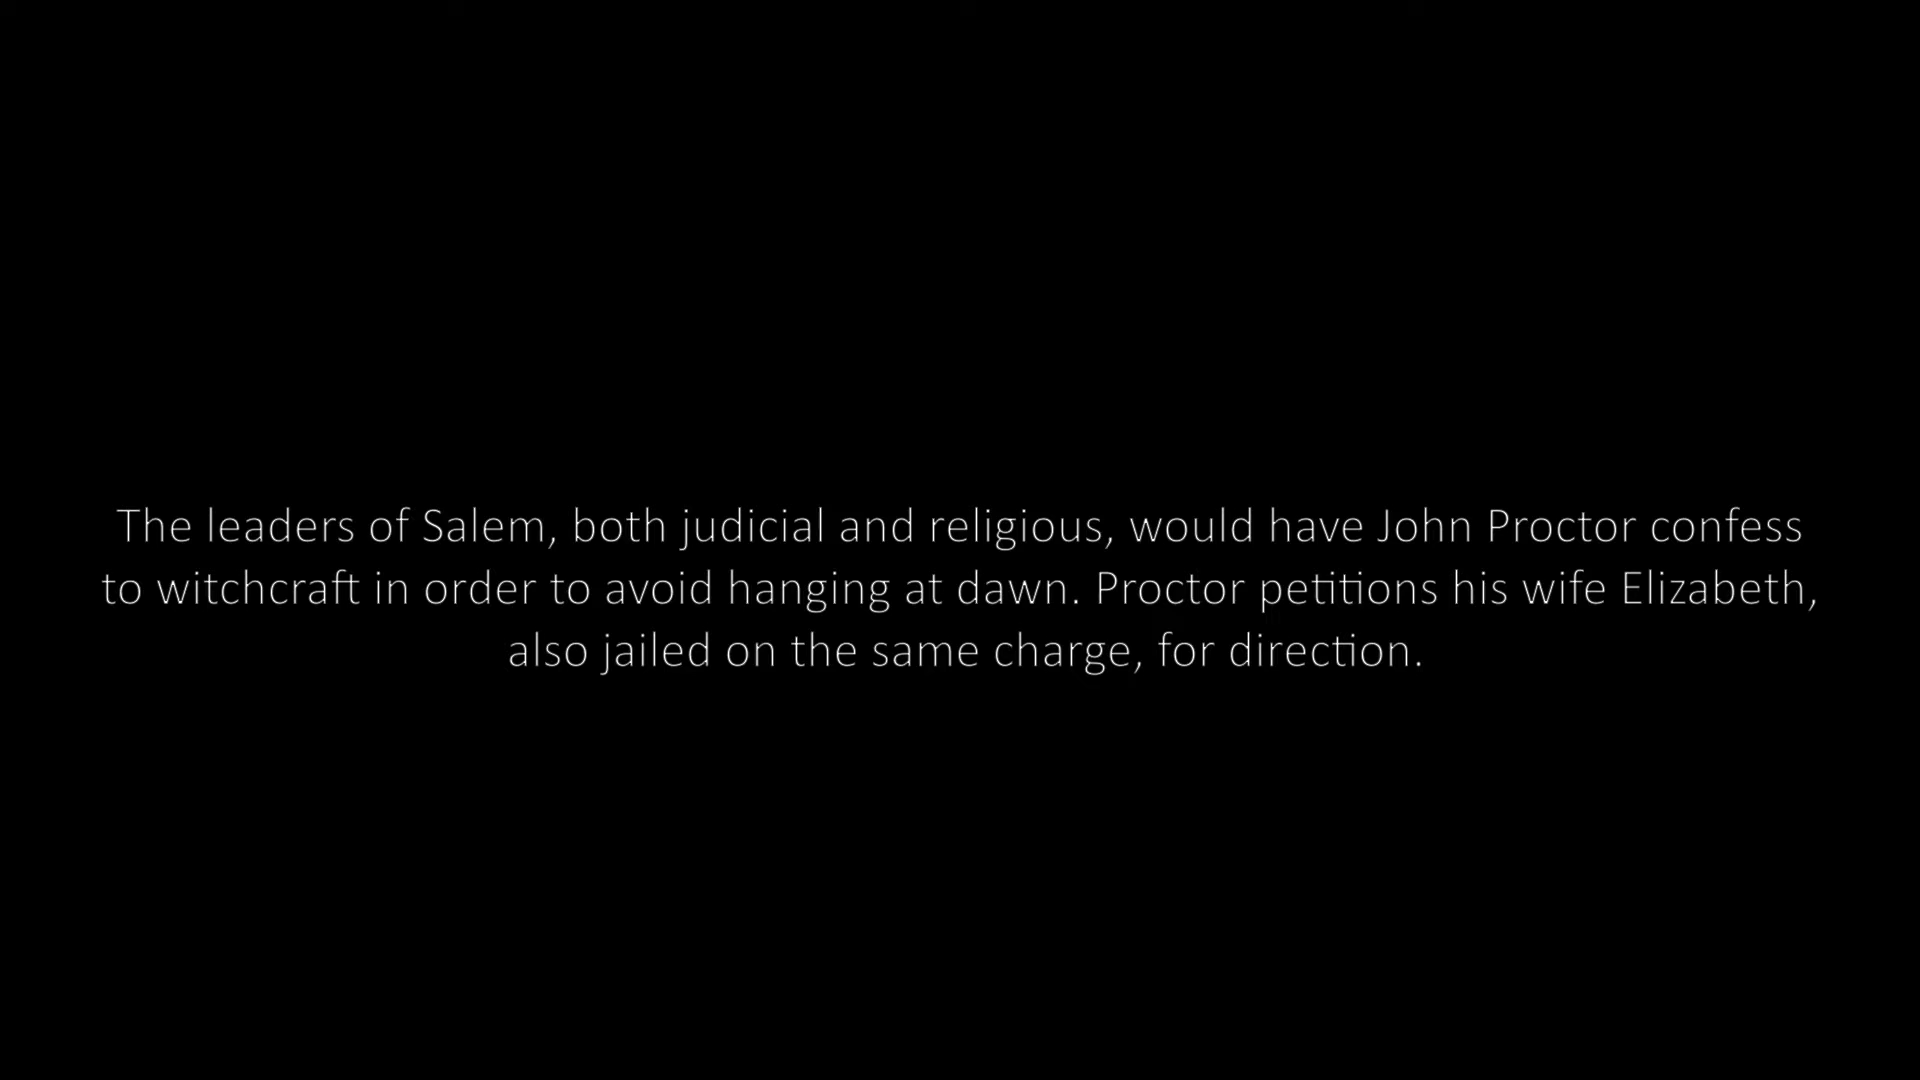 The leaders of Salem, both judicial and religious, would have John Proctor confess
to witchcraft in order to avoid hanging at dawn. Proctor petitions his wife Elizabeth,
also jailed on the same charge, for direction.